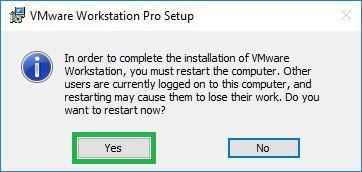 VMware Workstation Pro Setup
In order to complete the installation of VMware
Workstation, you must restart the computer. Other
users are currently logged on to this computer, and
restarting may cause them to lose their work. Do you
want to restart now?
Yes
No